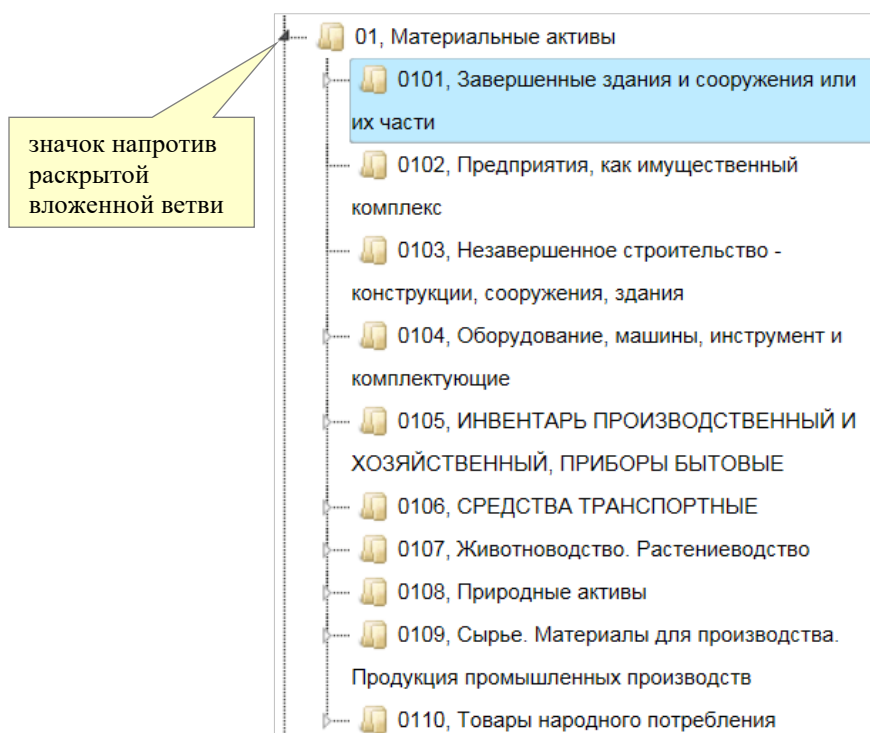 01, Материальные активы
0101, Завершенные здания и сооружения или
их части
значок напротив
раскрытой
вложенной ветви
0102, Предприятия, как имущественный
комплекс
0103, Незавершенное строительство -
конструкции, сооружения, здания
0104, Оборудование, машины, инструмент и
комплектующие
0105, ИНВЕНТАРЬ ПРОИЗВОДСТВЕННЫЙ И
ХОЗЯЙСТВЕННЫЙ, ПРИБОРЫ БЫТОВЫЕ
0106, СРЕДСТВА ТРАНСПОРТНЫЕ
0107, Животноводство. Растениеводство
0108, Природные активы
0109, Сырье. Материалы для производства.
Продукция промышленных производств
0110, Товары народного потребления